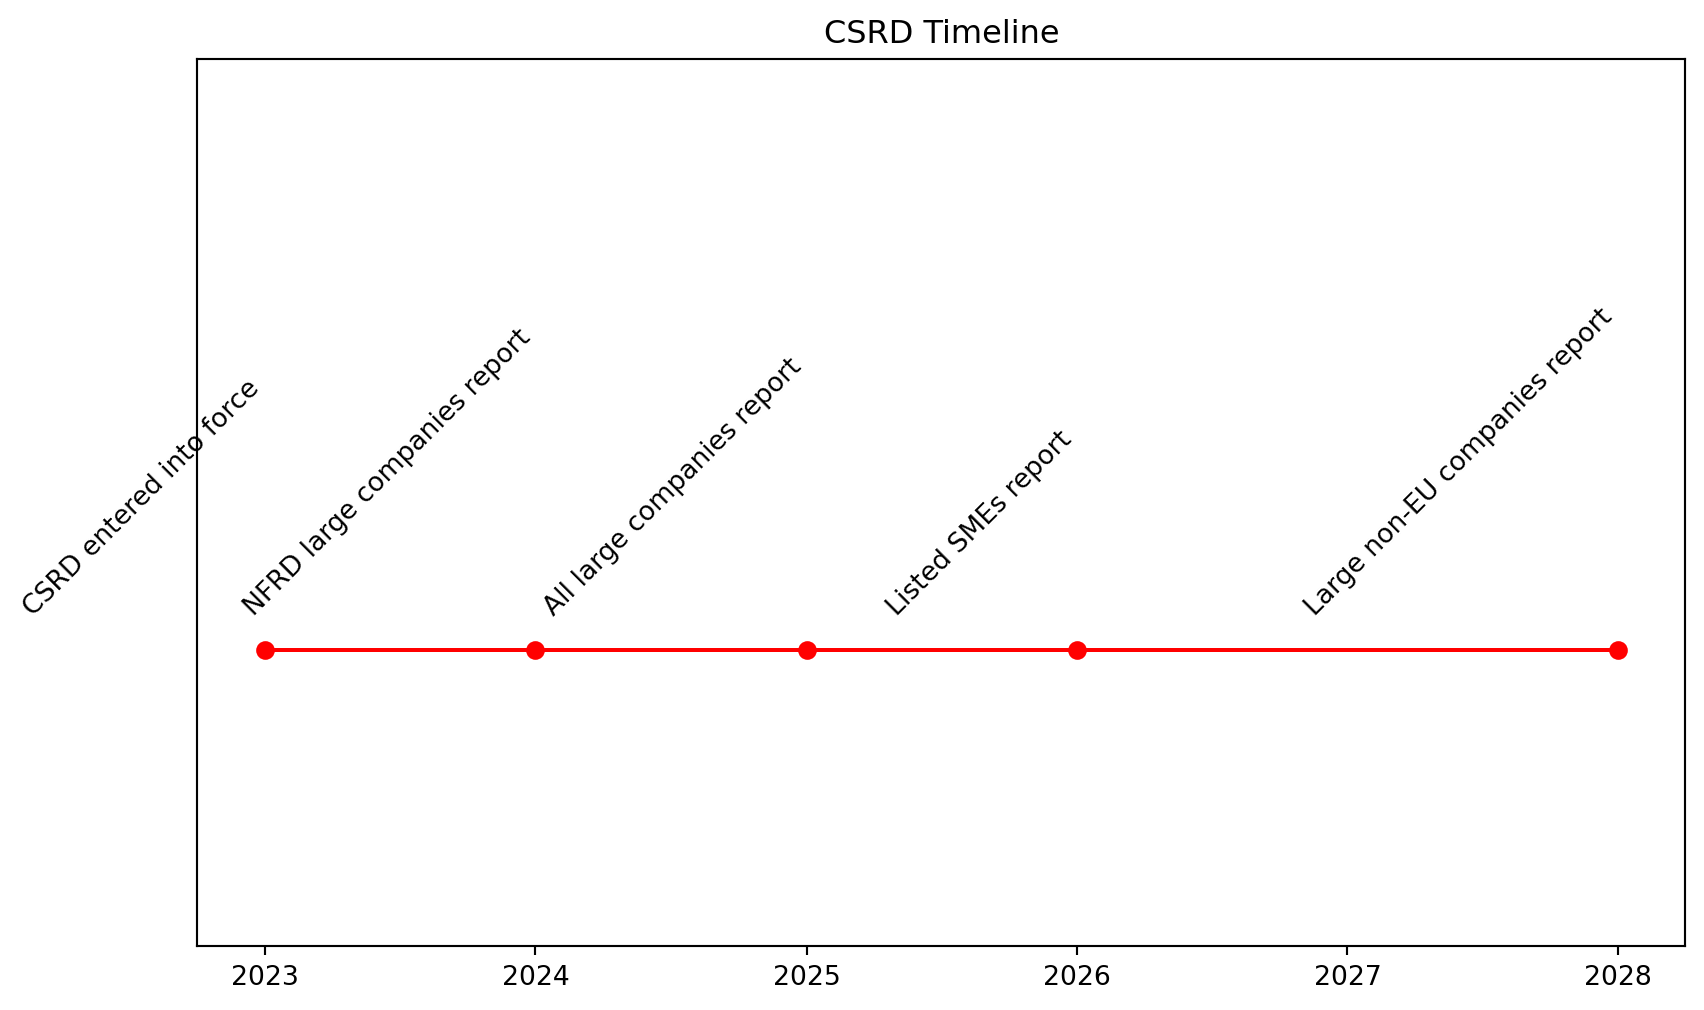 CSRD Timeline
CSRD entered into force
NFRD large companies report
All large companies report
Listed SMEs report
Large non-EU companies report
2023
2024
2025
2026
2027
2028